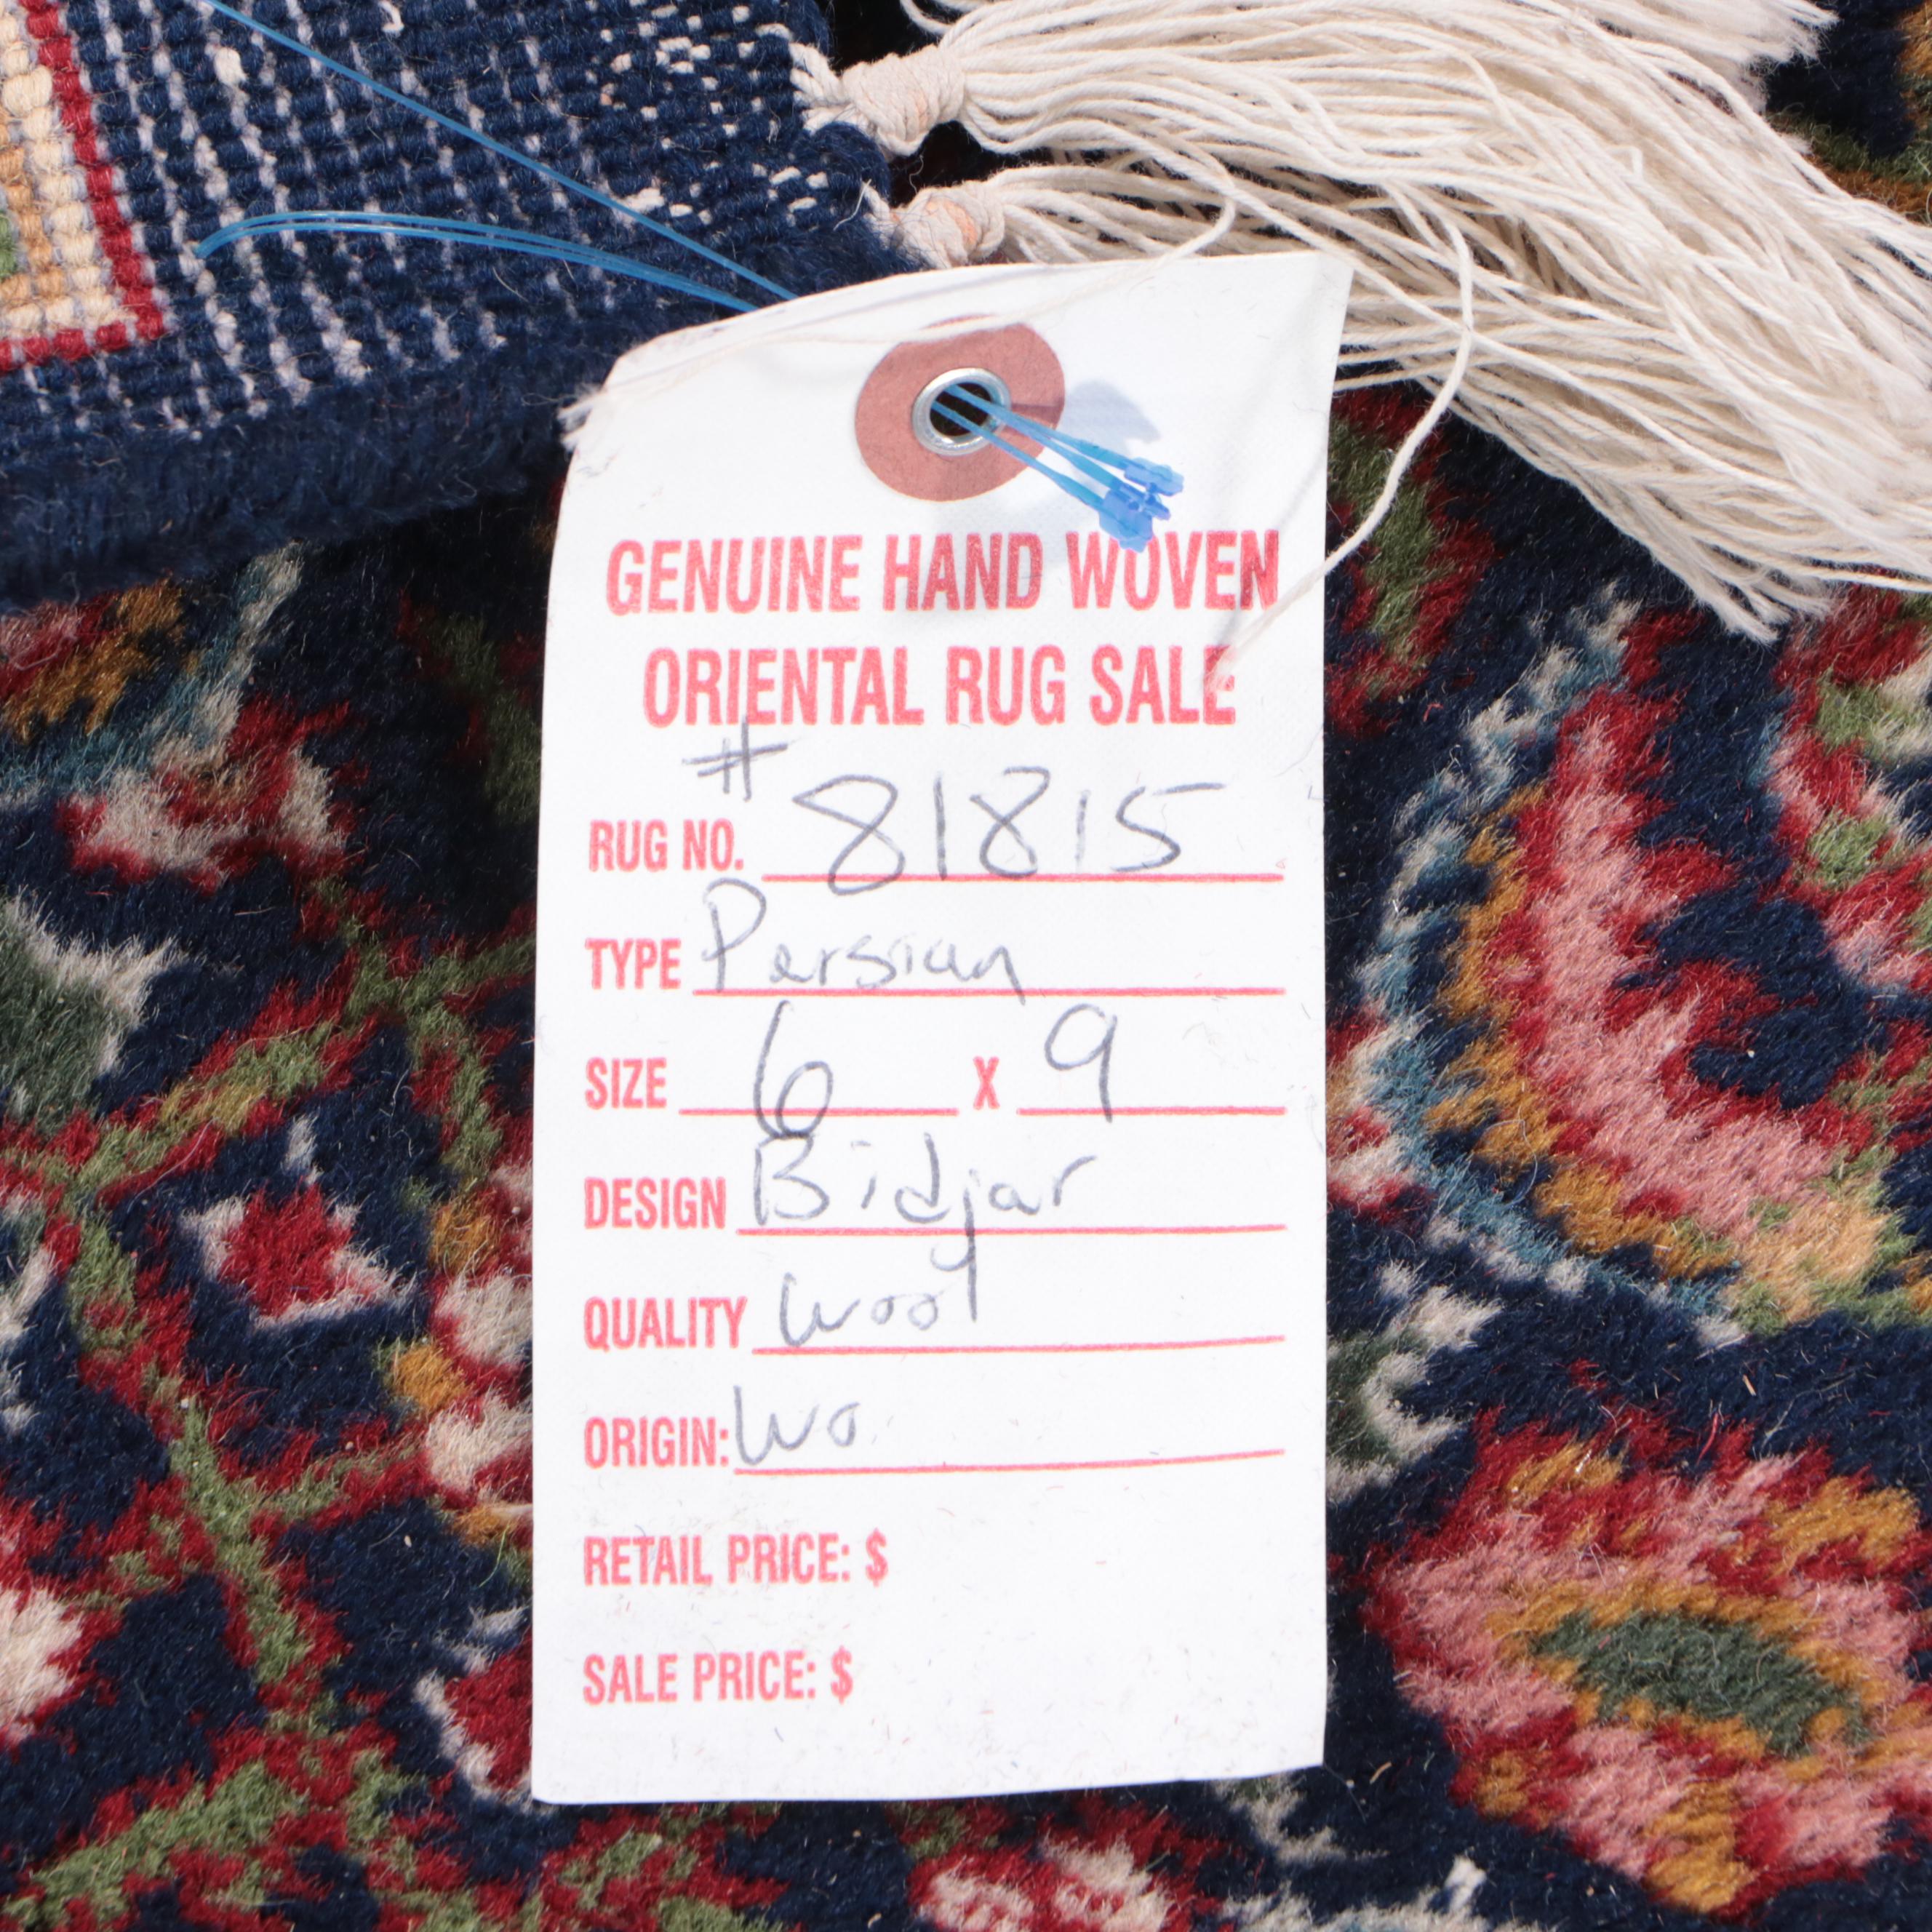 GENUINE HAND WOVEN
ORIENTAL RUG SALE
RUG NO. # 81815
TYPE Persian
SIZE 6 X 9
DESIGN Bidjar
QUALITY Wool
ORIGIN: Wo
RETAIL PRICE: $
SALE PRICE: $